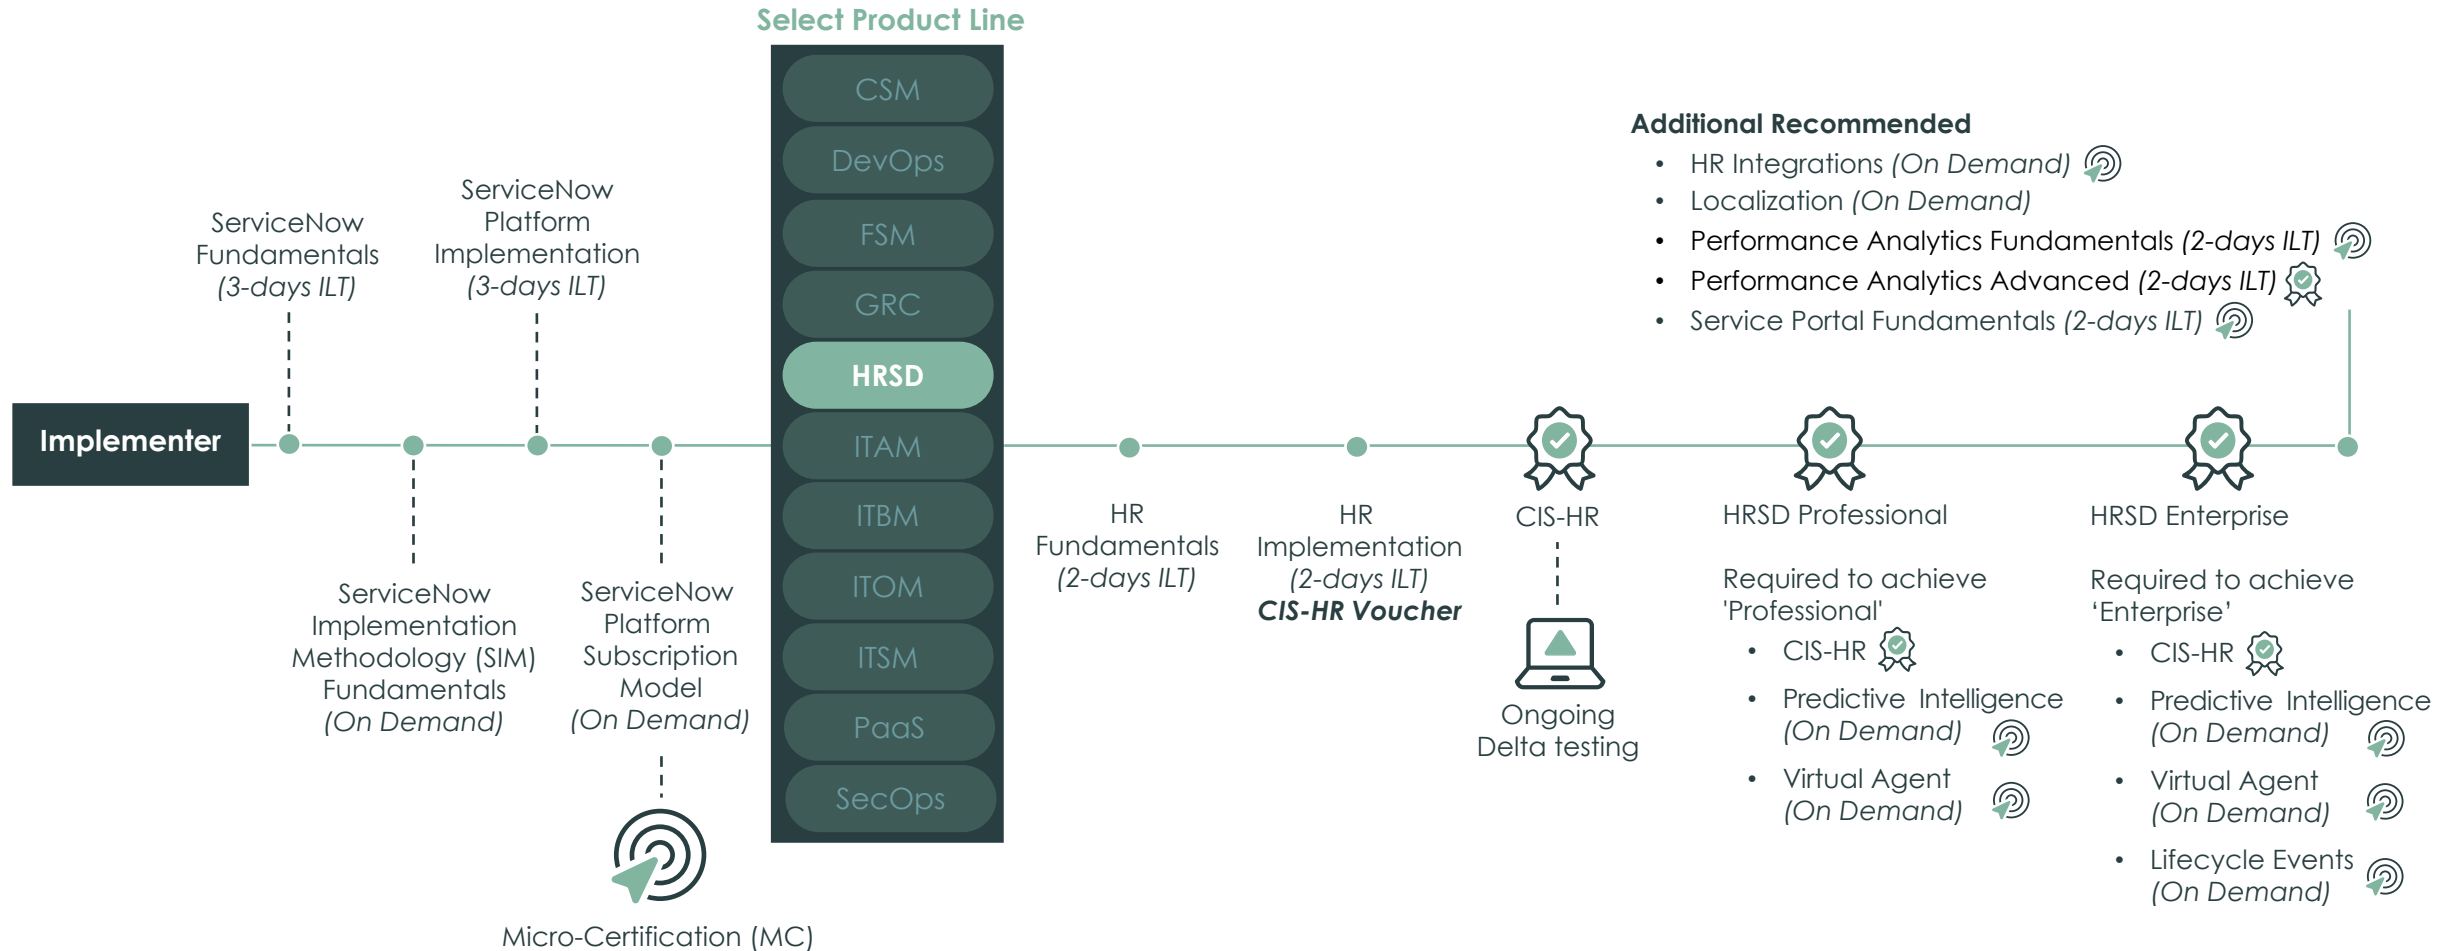 Select Product Line
CSM
DevOps
FSM
GRC
HRSD
ITAM
ITBM
ITOM
ITSM
PaaS
SecOps
Implementer
ServiceNow
Fundamentals
(3-days ILT)
ServiceNow
Implementation
Methodology (SIM)
Fundamentals
(On Demand)
ServiceNow
Platform
Implementation
(3-days ILT)
ServiceNow
Platform
Subscription
Model
(On Demand)
Micro-Certification (MC)
HR
Fundamentals
(2-days ILT)
HR
Implementation
(2-days ILT)
CIS-HR Voucher
CIS-HR
Ongoing
Delta testing
HRSD Professional
Required to achieve
'Professional'
• CIS-HR
• Predictive Intelligence
(On Demand)
• Virtual Agent
(On Demand)
HRSD Enterprise
Required to achieve
‘Enterprise’
• CIS-HR
• Predictive Intelligence
(On Demand)
• Virtual Agent
(On Demand)
• Lifecycle Events
(On Demand)
Additional Recommended
• HR Integrations (On Demand)
• Localization (On Demand)
• Performance Analytics Fundamentals (2-days ILT)
• Performance Analytics Advanced (2-days ILT)
• Service Portal Fundamentals (2-days ILT)